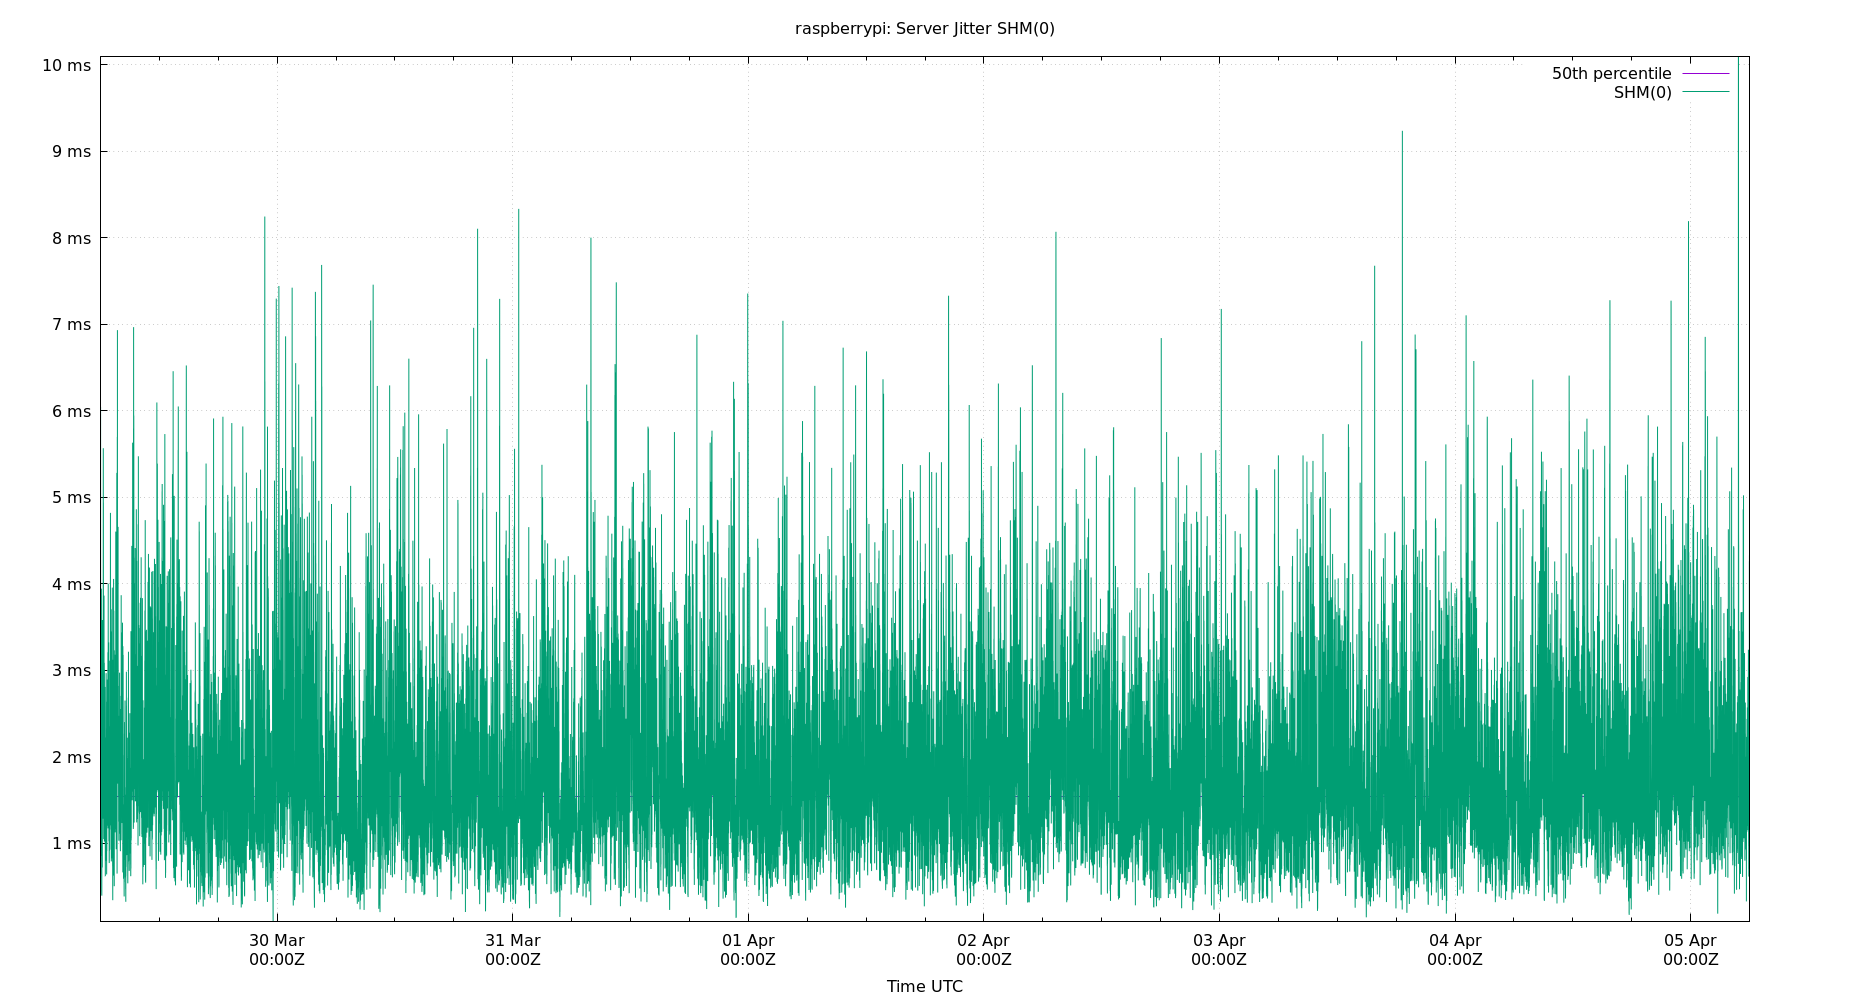 raspberrypi: Server Jitter SHM(0)
10 ms
9 ms
8 ms
7 ms
6 ms
5 ms
4 ms
3 ms
2 ms
1 ms
50th percentile
SHM(0)
30 Mar
00:00Z
31 Mar
00:00Z
01 Apr
00:00Z
02 Apr
00:00Z
03 Apr
00:00Z
04 Apr
00:00Z
05 Apr
00:00Z
Time UTC